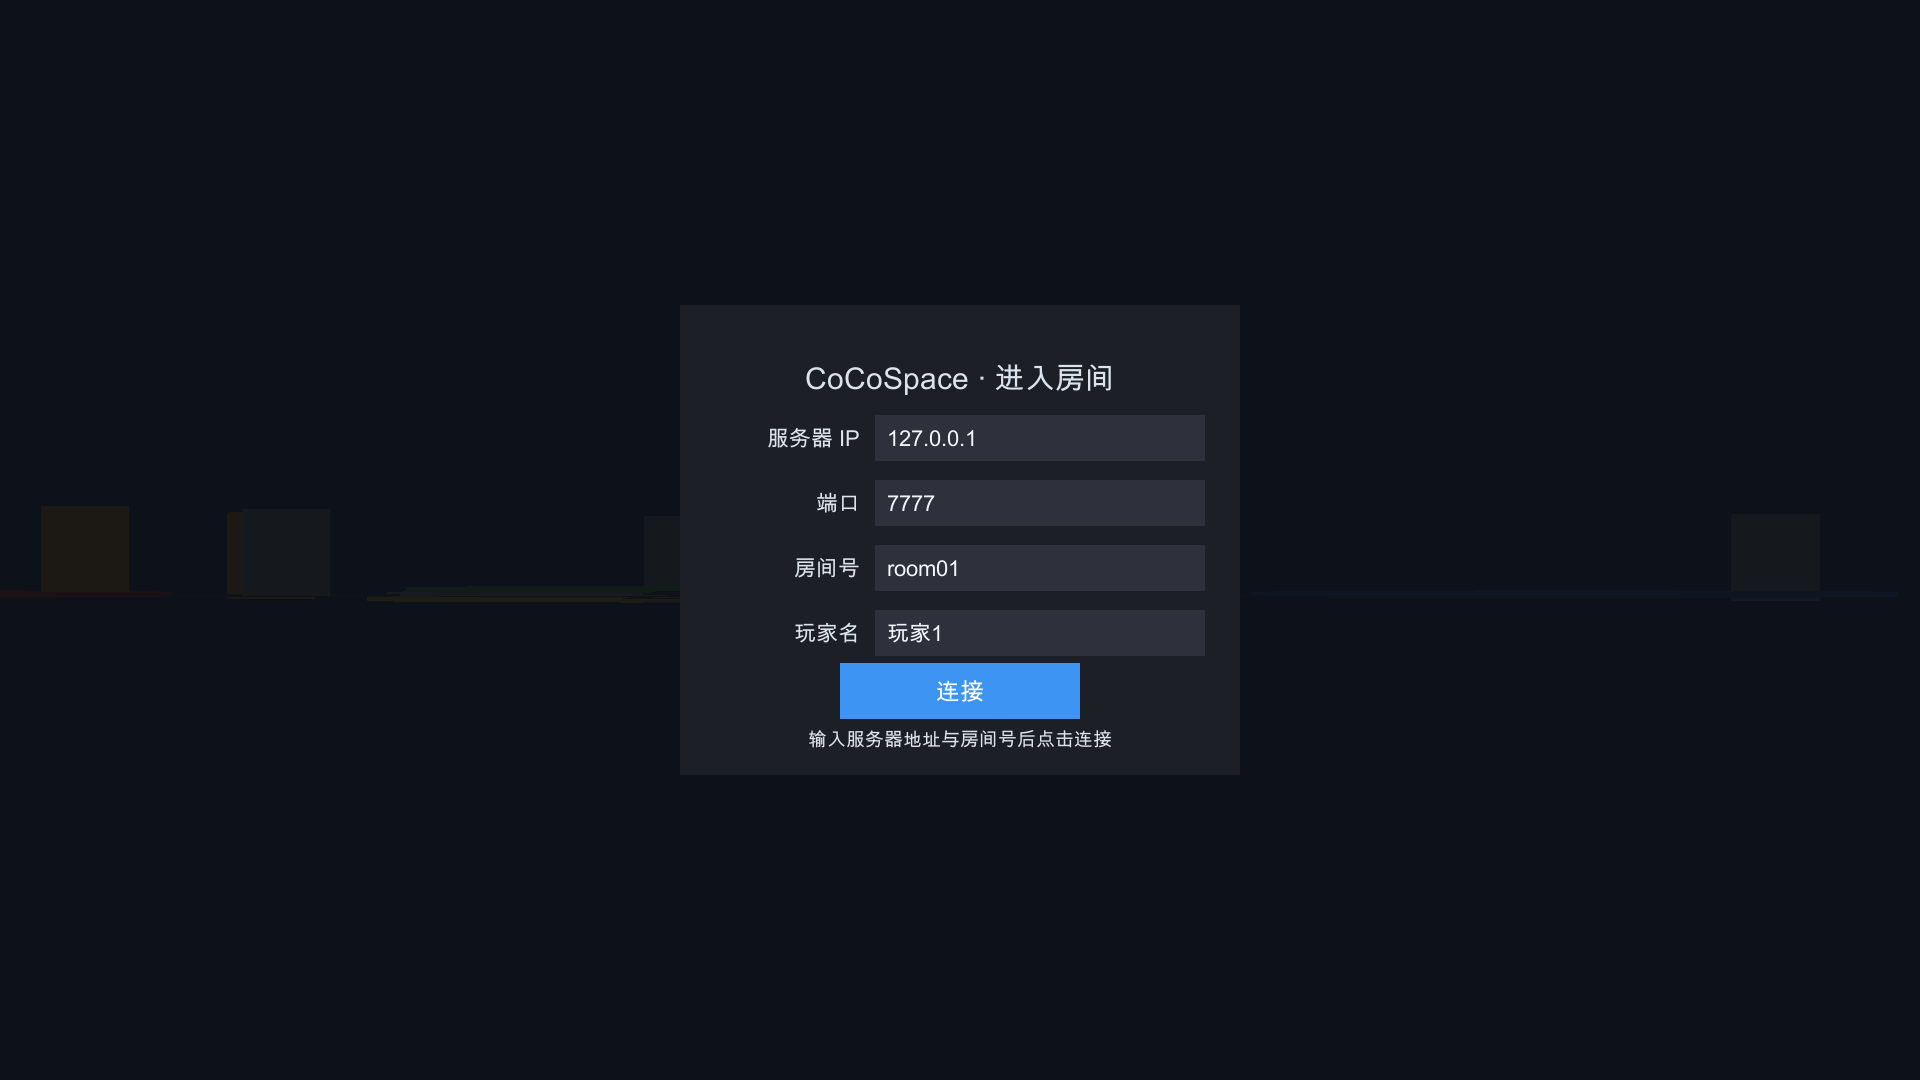 CoCoSpace · 进入房间
服务器 IP 127.0.0.1
端口 7777
房间号 room01
玩家名 玩家1
连接
输入服务器地址与房间号后点击连接